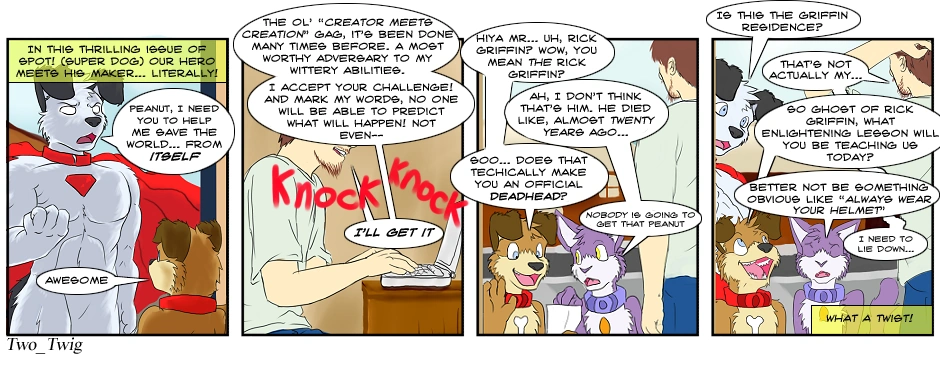 IN THIS THRILLING ISSUE OF
SPOT! (SUPER DOG) OUR HERO
MEETS HIS MAKER... LITERALLY!
PEANUT, I NEED
YOU TO HELP
ME SAVE THE
WORLD... FROM
ITSELF
AWESOME
THE OL' "CREATOR MEETS
CREATION" GAG, IT'S BEEN DONE
MANY TIMES BEFORE. A MOST
WORTHY ADVERSARY TO MY
WITTERY ABILITIES.
I ACCEPT YOUR CHALLENGE!
AND MARK MY WORDS, NO ONE
WILL BE ABLE TO PREDICT
WHAT WILL HAPPEN! NOT
EVEN--
Knock
Knock
I'LL GET IT
HIYA MR... UH, RICK
GRIFFIN? WOW, YOU
MEAN THE RICK
GRIFFIN?
AH, I DON'T THINK
THAT'S HIM. HE DIED
LIKE, ALMOST TWENTY
YEARS AGO...
SOO... DOES THAT
TECHICALLY MAKE
YOU AN OFFICIAL
DEADHEAD?
NOBODY IS GOING TO
GET THAT PEANUT
IS THIS THE GRIFFIN
RESIDENCE?
THAT'S NOT
ACTUALLY MY...
SO GHOST OF RICK
GRIFFIN, WHAT
ENLIGHTENING LESSON WILL
YOU BE TEACHING US
TODAY?
BETTER NOT BE SOMETHING
OBVIOUS LIKE "ALWAYS WEAR
YOUR HELMET"
I NEED TO
LIE DOWN...
WHAT A TWIST!
Two_Twig